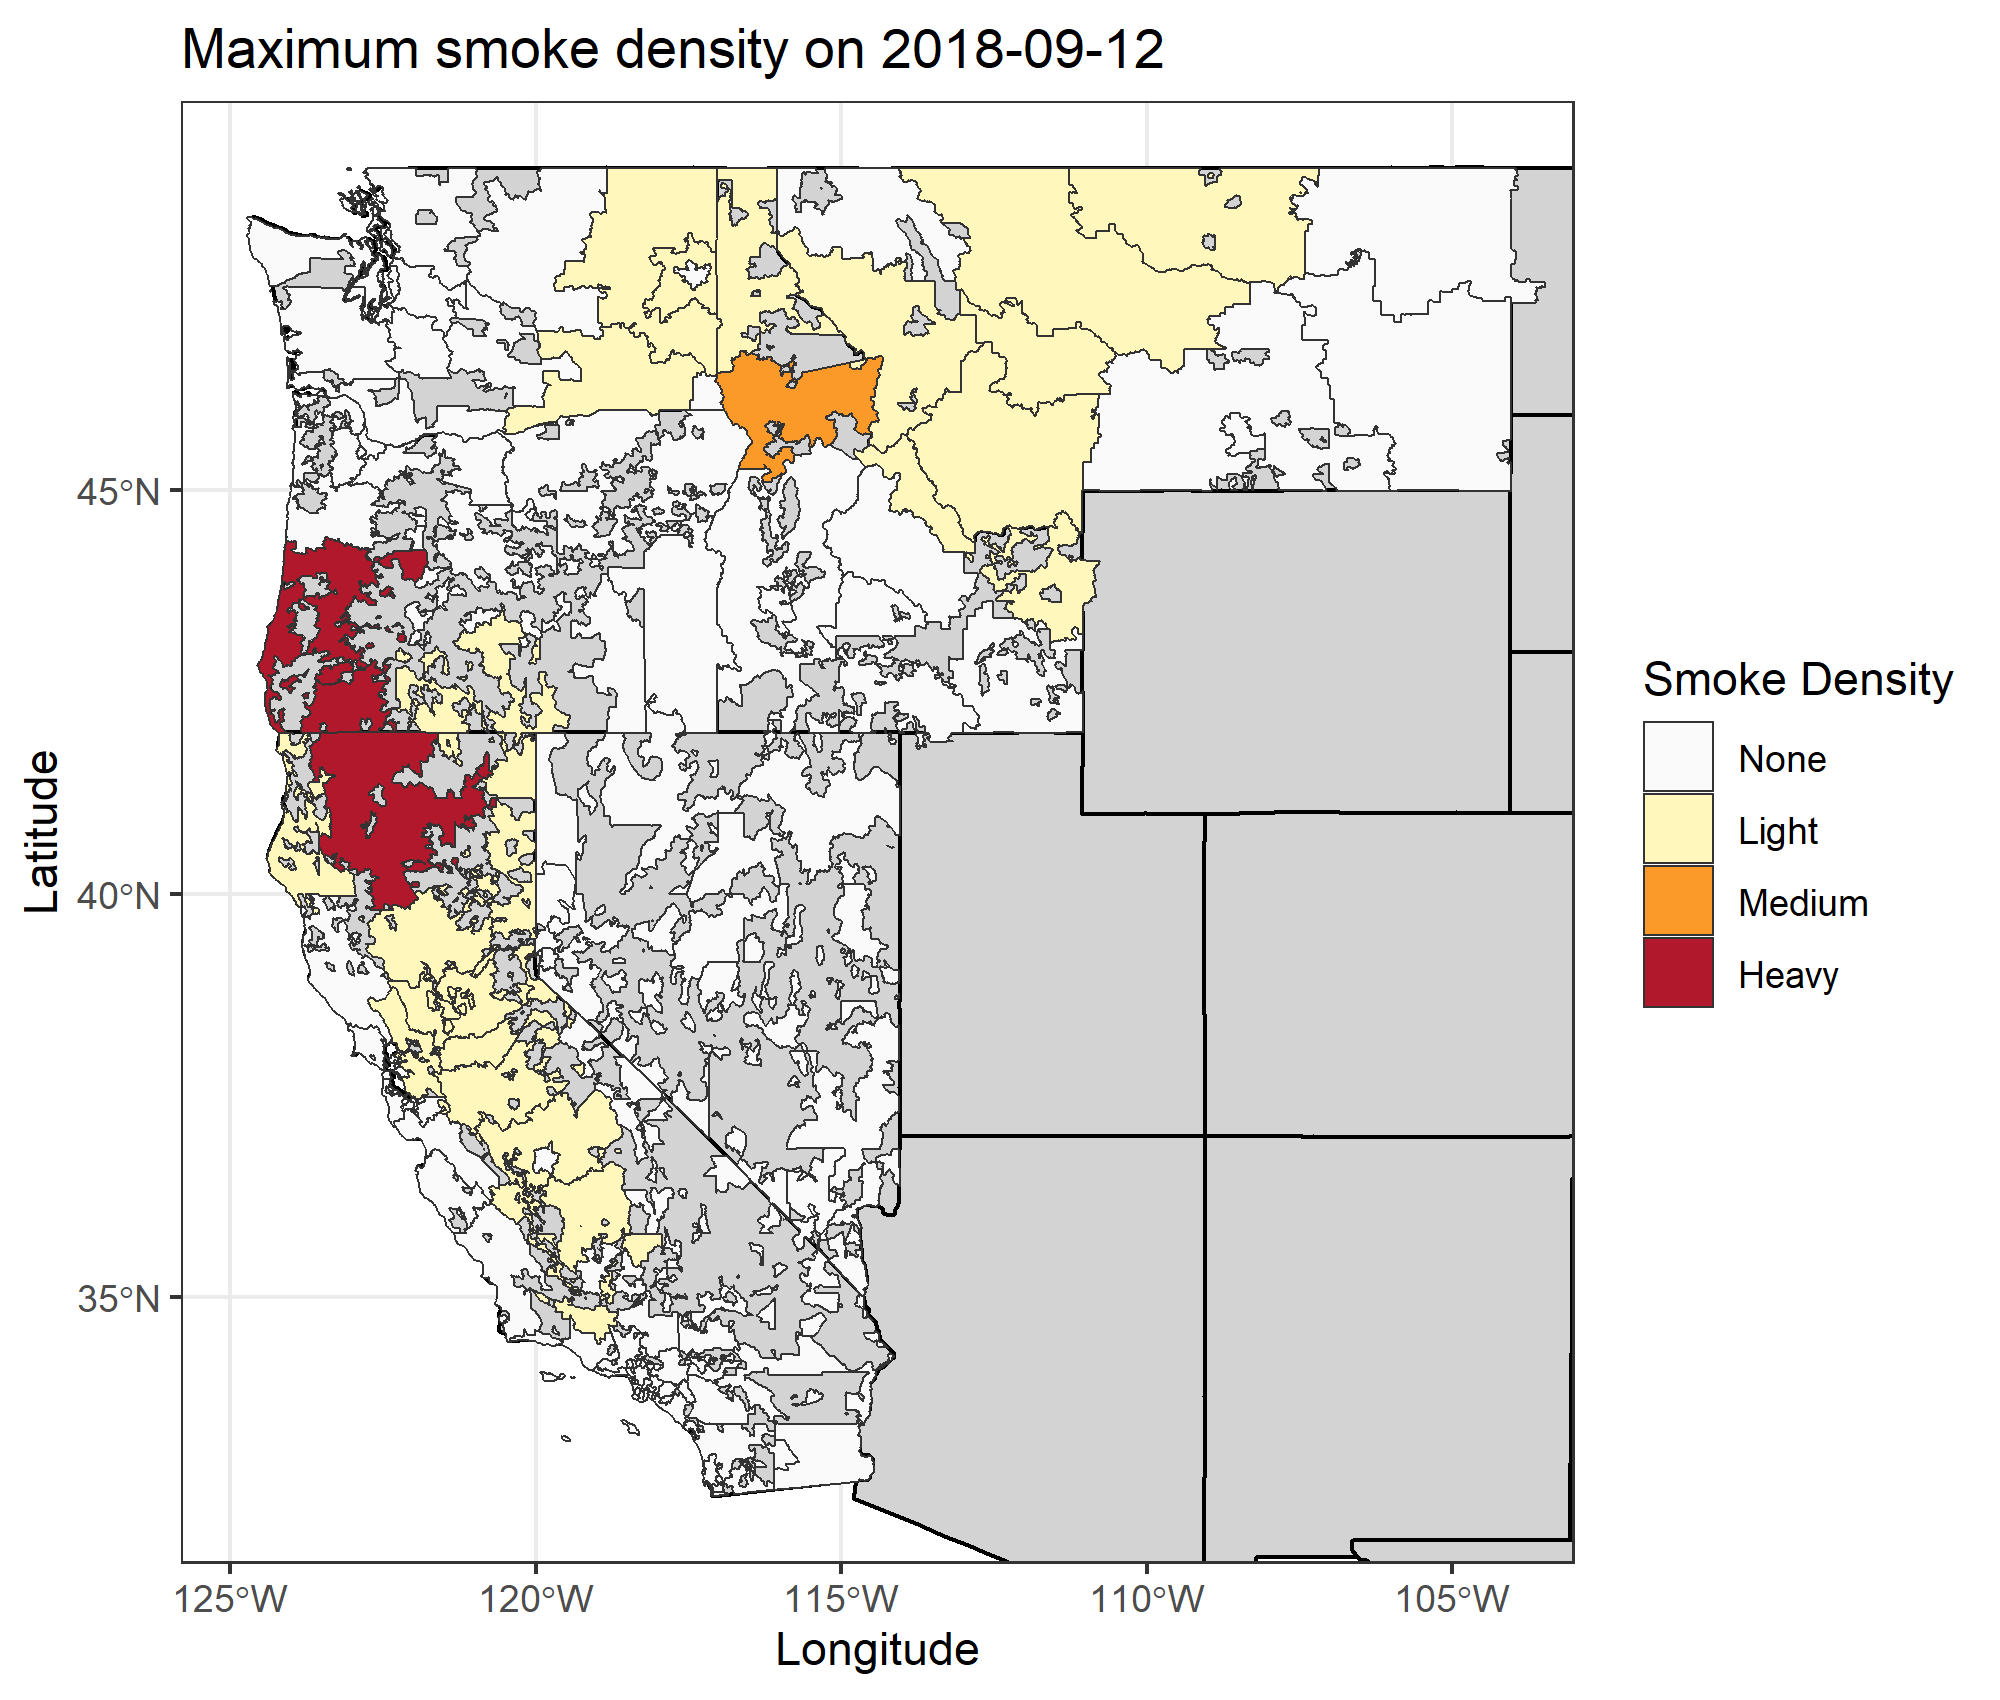 Maximum smoke density on 2018-09-12
45°N
40°N
35°N
Latitude
125°W
120°W
115°W
110°W
105°W
Longitude
Smoke Density
None
Light
Medium
Heavy